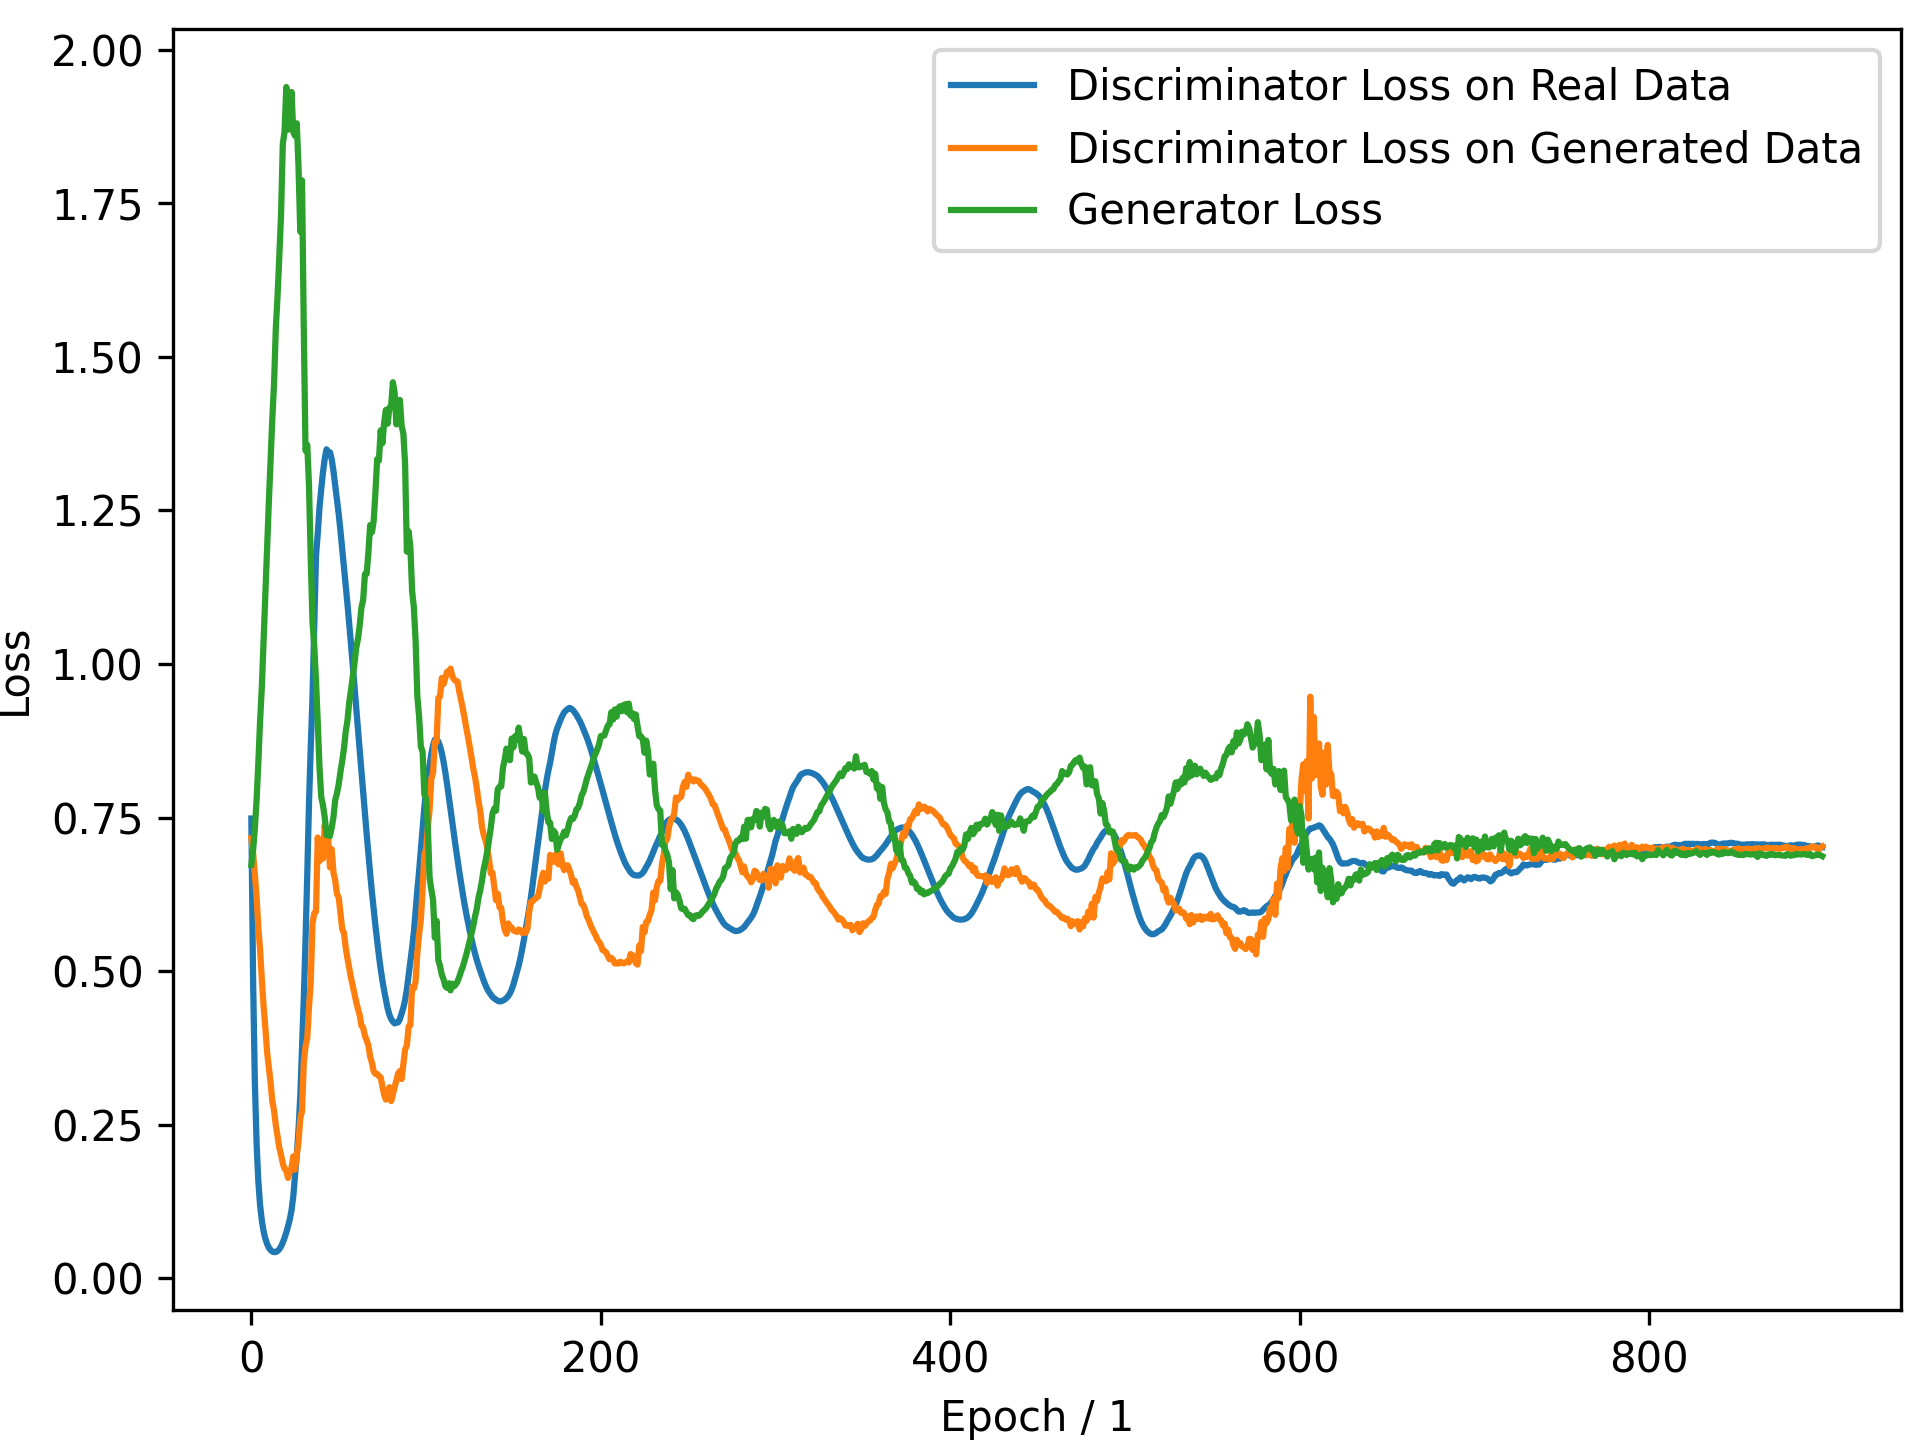 2.00
1.75
1.50
1.25
1.00
0.75
0.50
0.25
0.00
Loss
Discriminator Loss on Real Data
Discriminator Loss on Generated Data
Generator Loss
0 200 400 600 800
Epoch / 1